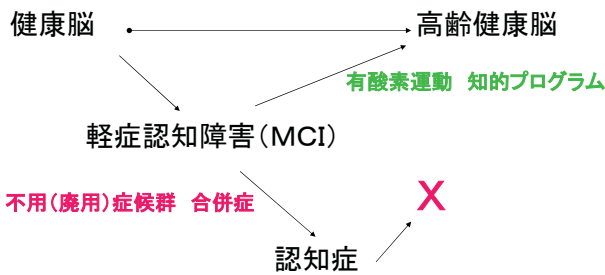 健康脳
高齢健康脳
有酸素運動 知的プログラム
軽症認知障害(MCI)
不用(廃用)症候群 合併症
X
認知症